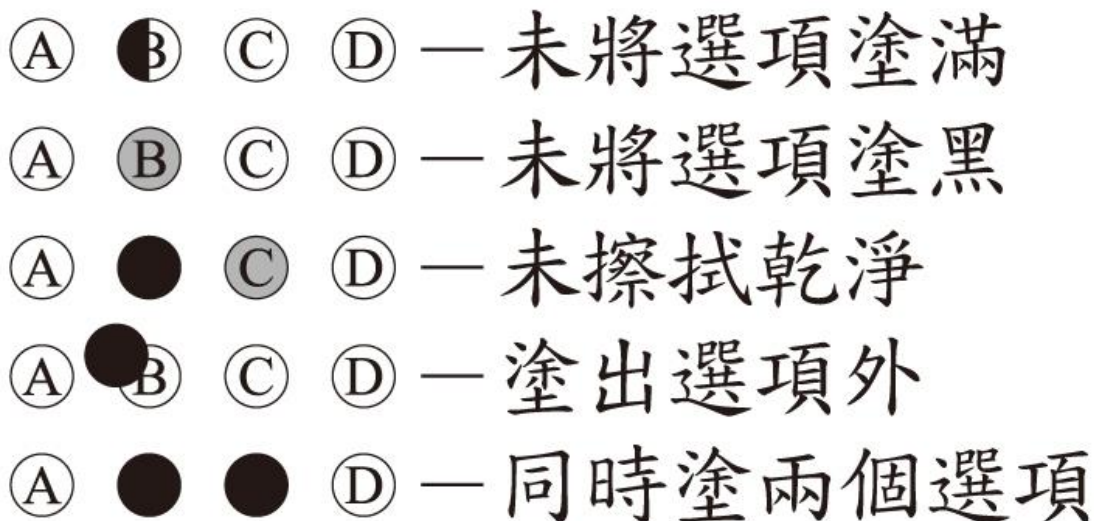 Ⓐ Ⓑ Ⓒ Ⓓ — 未將選項塗滿
Ⓐ Ⓑ Ⓒ Ⓓ — 未將選項塗黑
Ⓐ ● Ⓒ Ⓓ — 未擦拭乾淨
Ⓐ Ⓑ Ⓒ Ⓓ — 塗出選項外
Ⓐ ● ● Ⓓ — 同時塗兩個選項